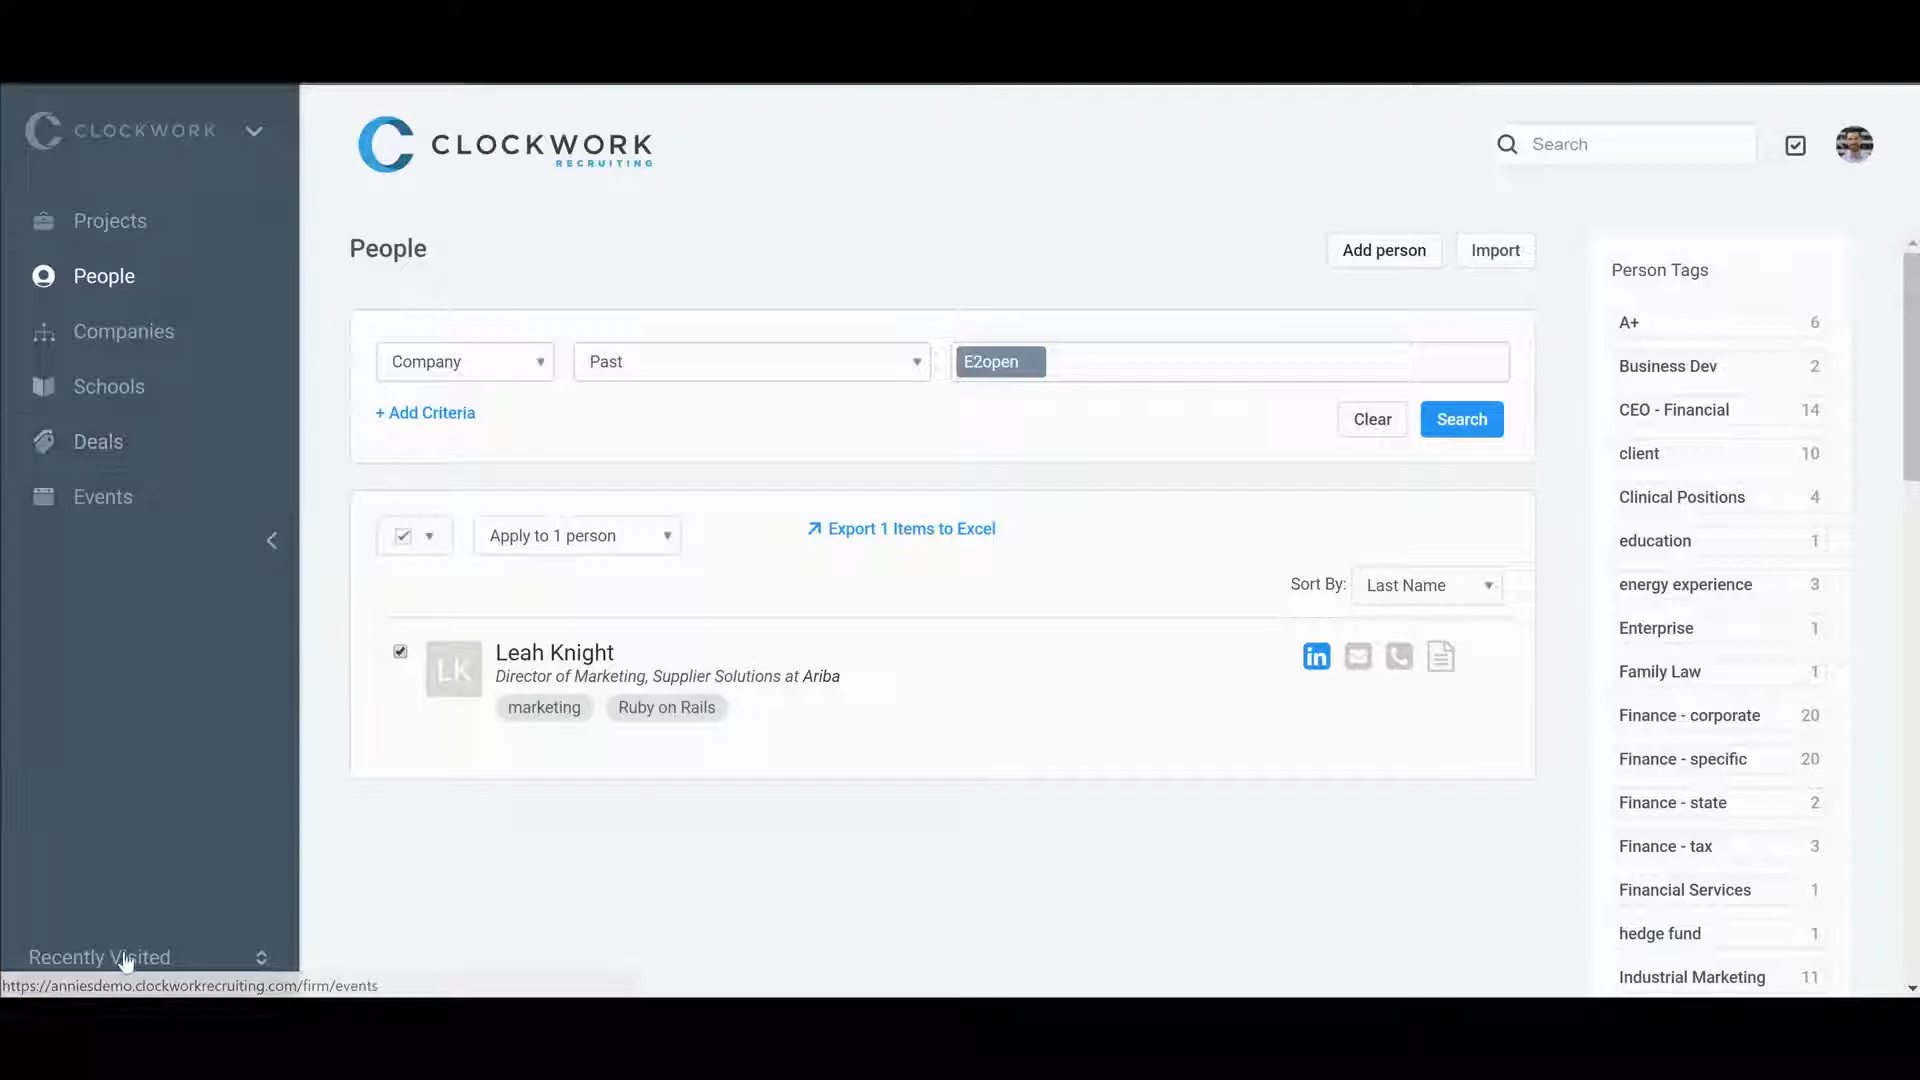 CLOCKWORK
Projects
People
Companies
Schools
Deals
Events
Recently Visited
https://anniesdemo.clockworkrecruiting.com/firm/events
CLOCKWORK
RECRUITING
Search
People
Add person
Import
Company
Past
E2open
+ Add Criteria
Clear
Search
Apply to 1 person
Export 1 Items to Excel
Sort By:
Last Name
LK
Leah Knight
in
Director of Marketing, Supplier Solutions at Ariba
marketing
Ruby on Rails
Person Tags
A+ 6
Business Dev 2
CEO - Financial 14
client 10
Clinical Positions 4
education 1
energy experience 3
Enterprise 1
Family Law 1
Finance - corporate 20
Finance - specific 20
Finance - state 2
Finance - tax 3
Financial Services 1
hedge fund 1
Industrial Marketing 11